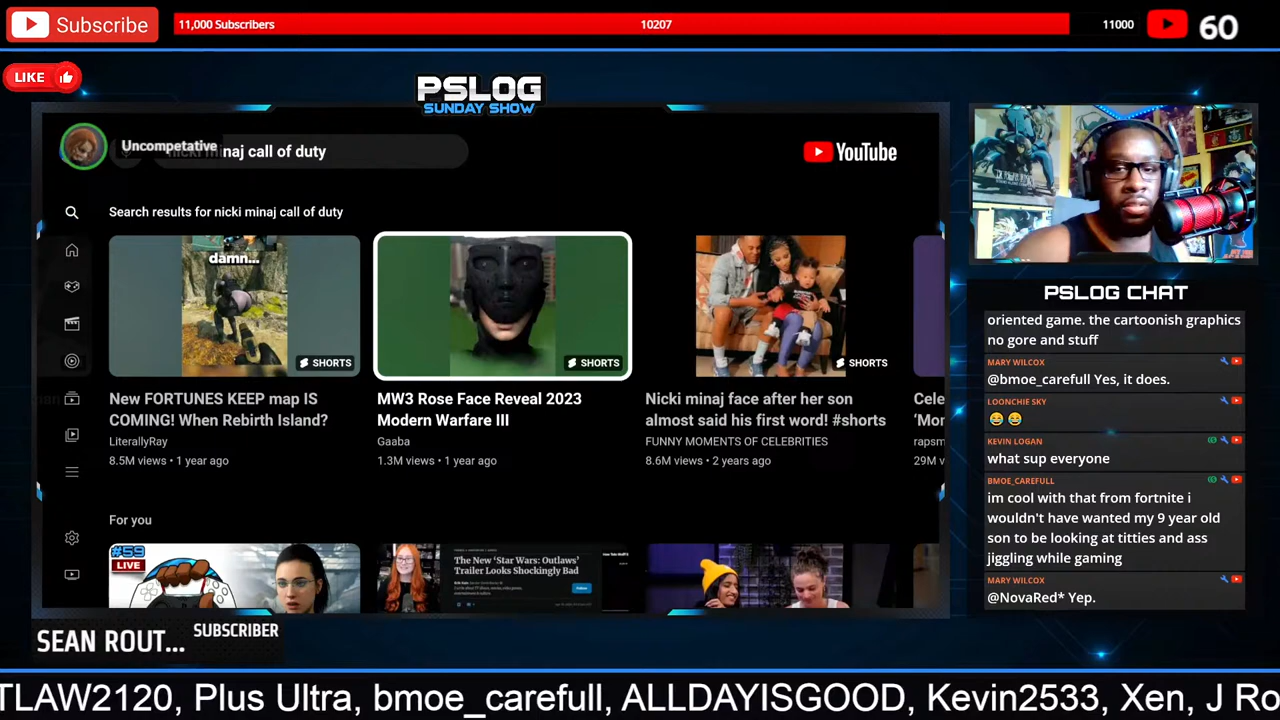 Subscribe
11,000 Subscribers
10207
11000
60
LIKE
PSLOG
SUNDAY SHOW
Uncompetative
nicki minaj call of duty
YouTube
Search results for nicki minaj call of duty
damn...
SHORTS
New FORTUNES KEEP map IS
COMING! When Rebirth Island?
LiterallyRay
8.5M views • 1 year ago
SHORTS
MW3 Rose Face Reveal 2023
Modern Warfare III
Gaaba
1.3M views • 1 year ago
SHORTS
Nicki minaj face after her son
almost said his first word! #shorts
FUNNY MOMENTS OF CELEBRITIES
8.6M views • 2 years ago
Cele
'Mor
rapsm
29M v
For you
#59
LIVE
The New 'Star Wars: Outlaws'
Trailer Looks Shockingly Bad
PSLOG CHAT
oriented game. the cartoonish graphics
no gore and stuff
MARY WILCOX
@bmoe_carefull Yes, it does.
LOONCHIE SKY
😂 😂
KEVIN LOGAN
what sup everyone
BMOE_CAREFULL
im cool with that from fortnite i
wouldn't have wanted my 9 year old
son to be looking at titties and ass
jiggling while gaming
MARY WILCOX
@NovaRed* Yep.
SEAN ROUT...
SUBSCRIBER
TLAW2120, Plus Ultra, bmoe_carefull, ALLDAYISGOOD, Kevin2533, Xen, J Ro